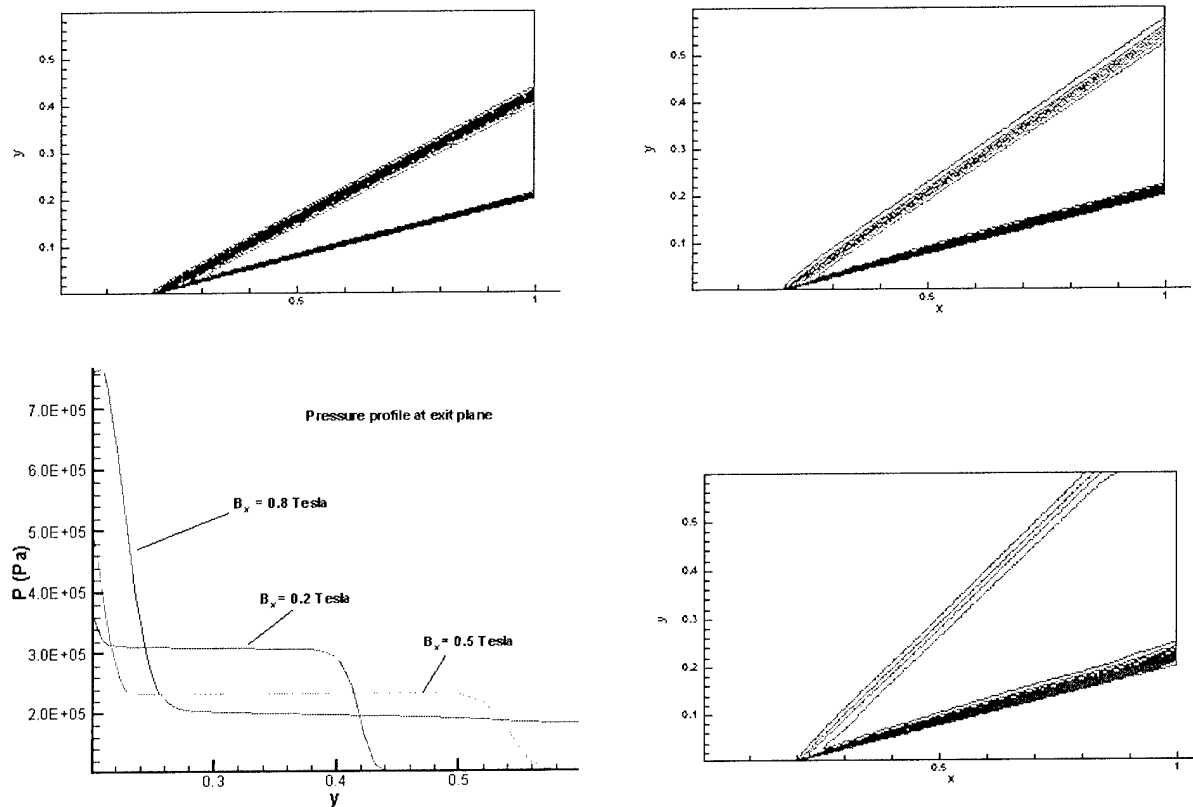 0.5
0.4
y
0.3
0.2
0.1
0.5
1
0.5
0.4
y
0.3
0.2
0.1
0.5
1
x
7.0E+05
Pressure profile at exit plane
6.0E+05
Bx = 0.8 Tesla
5.0E+05
P (Pa)
4.0E+05
Bx = 0.2 Tesla
Bx = 0.5 Tesla
3.0E+05
2.0E+05
0.3
0.4
0.5
y
0.5
0.4
y
0.3
0.2
0.1
0.5
1
x